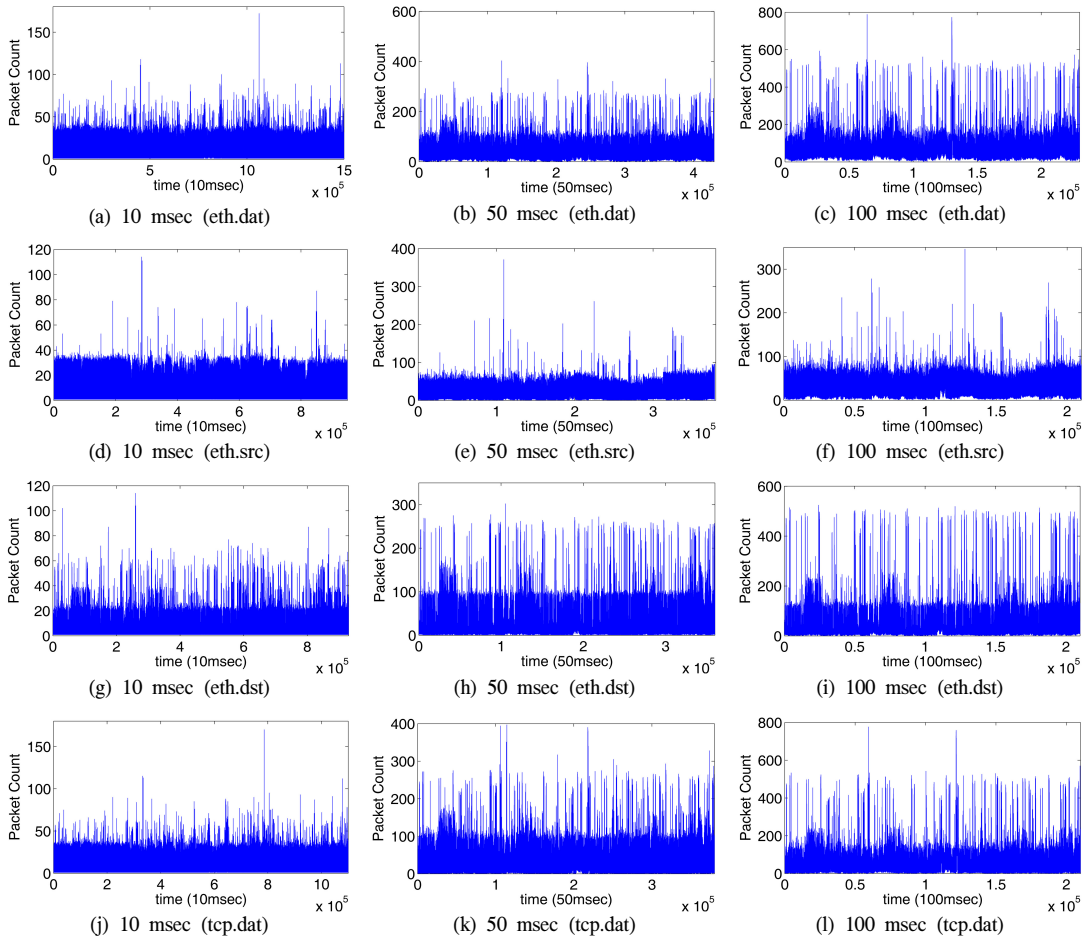 150
100
50
0
Packet Count
5
10
15
time (10msec)
x 10^5
(a) 10 msec (eth.dat)
600
400
200
0
Packet Count
0
1
2
3
4
time (50msec)
x 10^5
(b) 50 msec (eth.dat)
800
600
400
200
0
Packet Count
0
1
2
time (100msec)
x 10^5
(c) 100 msec (eth.dat)
120
100
80
60
40
20
0
Packet Count
0
2
4
6
8
time (10msec)
x 10^5
(d) 10 msec (eth.src)
400
300
200
100
0
Packet Count
0
1
2
3
time (50msec)
x 10^5
(e) 50 msec (eth.src)
300
200
100
0
Packet Count
0
0.5
1
1.5
2
time (100msec)
x 10^5
(f) 100 msec (eth.src)
120
100
80
60
40
20
0
Packet Count
0
2
4
6
8
time (10msec)
x 10^5
(g) 10 msec (eth.dst)
300
200
100
0
Packet Count
0
1
2
3
time (50msec)
x 10^5
(h) 50 msec (eth.dst)
600
400
200
0
Packet Count
0
0.5
1
1.5
2
time (100msec)
x 10^5
(i) 100 msec (eth.dst)
150
100
50
0
Packet Count
0
2
4
6
8
10
time (10msec)
x 10^5
(j) 10 msec (tcp.dat)
400
300
200
100
0
Packet Count
0
1
2
3
time (50msec)
x 10^5
(k) 50 msec (tcp.dat)
800
600
400
200
0
Packet Count
0
0.5
1
1.5
2
time (100msec)
x 10^5
(l) 100 msec (tcp.dat)